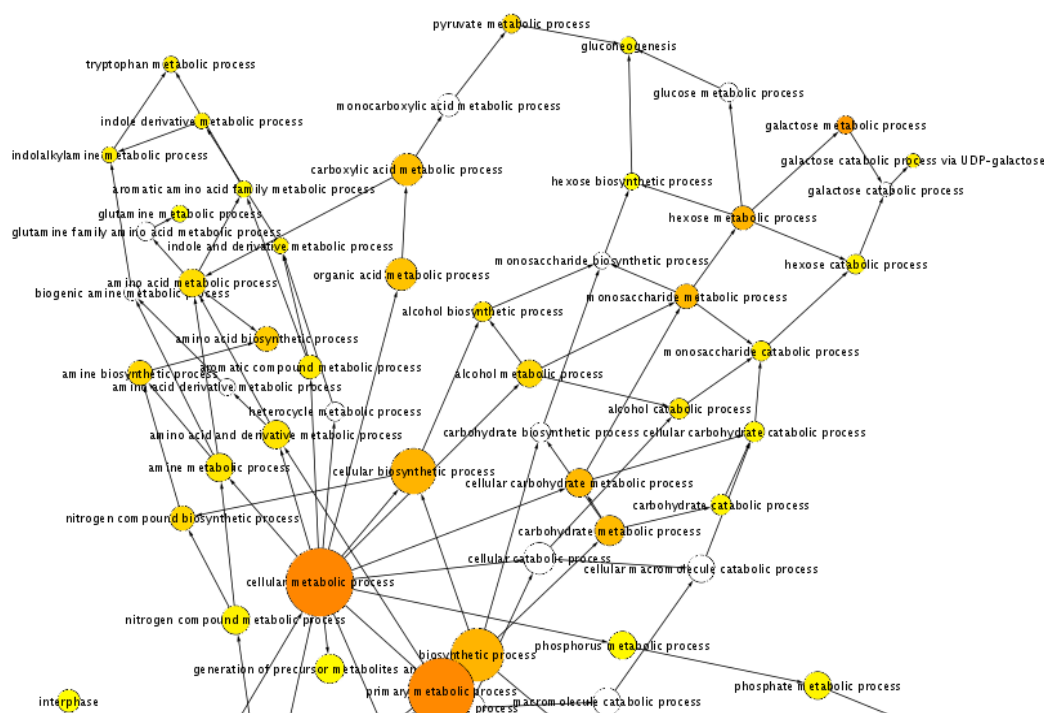 pyruvate metabolic process
gluconeogenesis
tryptophan metabolic process
glucose metabolic process
monocarboxylic acid metabolic process
indole derivative metabolic process
galactose metabolic process
indolalkylamine metabolic process
galactose catabolic process via UDP-galactose
carboxylic acid metabolic process
hexose biosynthetic process
aromatic amino acid family metabolic process
galactose catabolic process
glutamine metabolic process
hexose metabolic process
glutamine family amino acid metabolic process
indole and derivative metabolic process
monosaccharide biosynthetic process
hexose catabolic process
organic acid metabolic process
amino acid metabolic process
biogenic amine metabolic process
monosaccharide metabolic process
alcohol biosynthetic process
amino acid biosynthetic process
monosaccharide catabolic process
aromatic compound metabolic process
amine biosynthetic process
alcohol metabolic process
amino acid derivative metabolic process
alcohol catabolic process
heterocycle metabolic process
carbohydrate biosynthetic process
cellular carbohydrate catabolic process
amino acid and derivative metabolic process
amine metabolic process
cellular biosynthetic process
cellular carbohydrate metabolic process
carbohydrate catabolic process
nitrogen compound biosynthetic process
carbohydrate metabolic process
cellular catabolic process
cellular macromolecule catabolic process
cellular metabolic process
nitrogen compound metabolic process
phosphorus metabolic process
biosynthetic process
generation of precursor metabolites an
phosphate metabolic process
primary metabolic process
interphase
macromolecule catabolic process
process